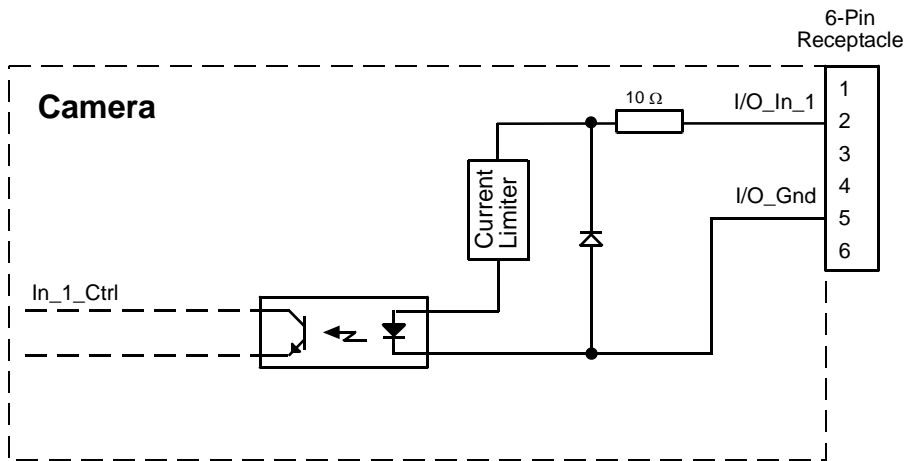 6-Pin
Receptacle
Camera
10 Ω
I/O_In_1
1
2
3
4
5
6
I/O_Gnd
Current
Limiter
In_1_Ctrl